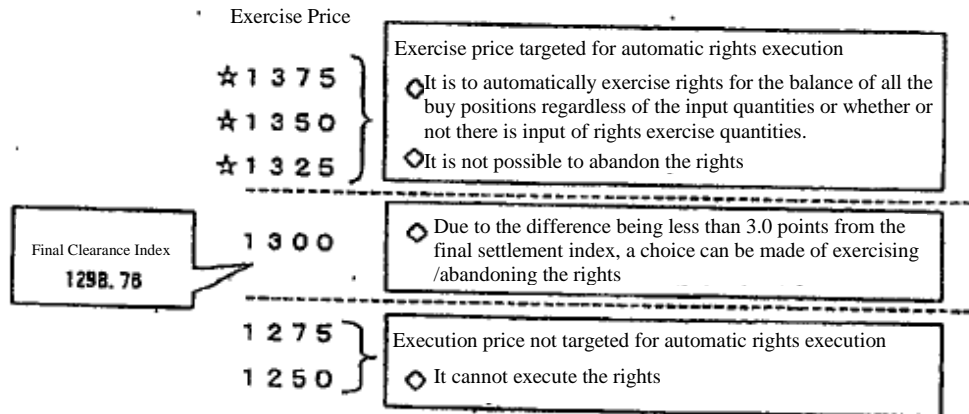 Exercise Price
☆1375
☆1350
☆1325
Exercise price targeted for automatic rights execution
◇It is to automatically exercise rights for the balance of all the
buy positions regardless of the input quantities or whether or
not there is input of rights exercise quantities.
◇It is not possible to abandon the rights
Final Clearance Index
1298.76
1300
◇ Due to the difference being less than 3.0 points from the
final settlement index, a choice can be made of exercising
/abandoning the rights
1275
1250
Execution price not targeted for automatic rights execution
◇ It cannot execute the rights